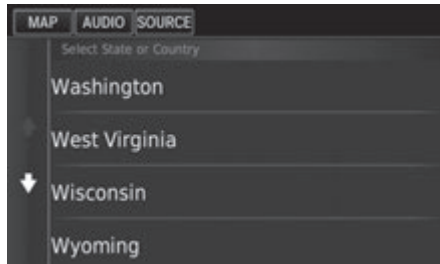 MAP AUDIO SOURCE
Select State or Country
Washington
West Virginia
Wisconsin
Wyoming